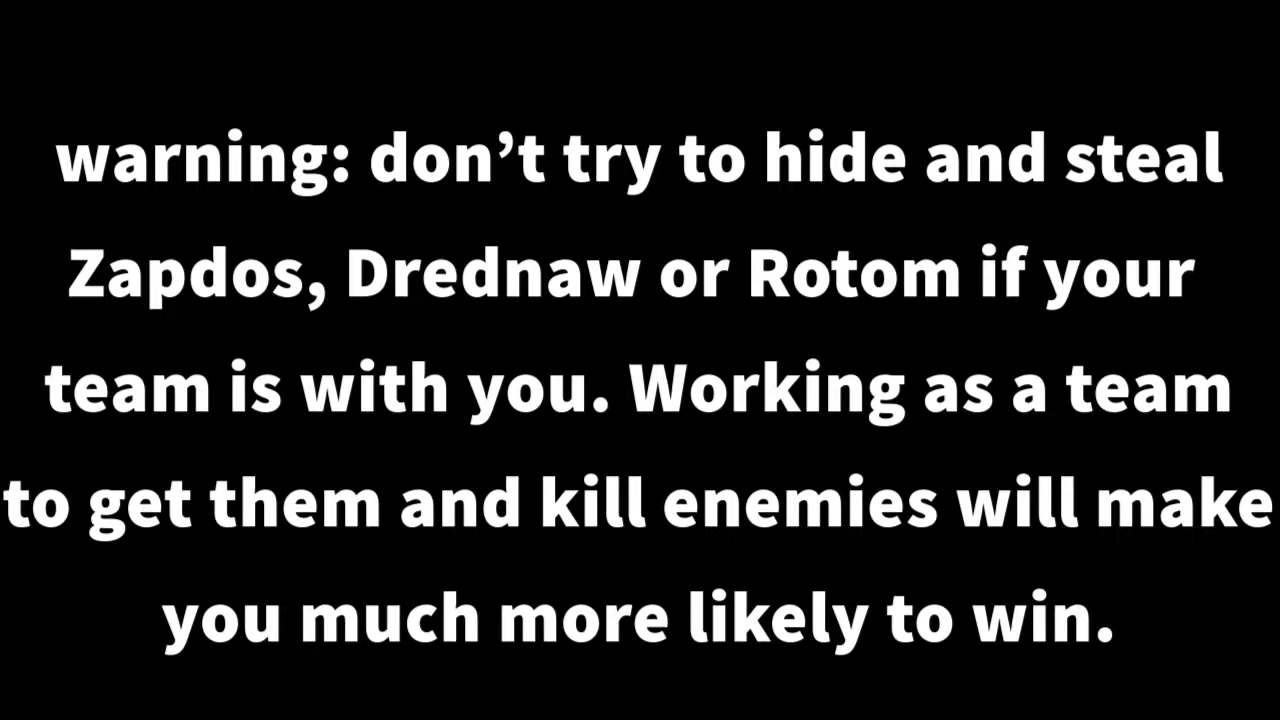 warning: don’t try to hide and steal
Zapdos, Drednaw or Rotom if your
team is with you. Working as a team
to get them and kill enemies will make
you much more likely to win.